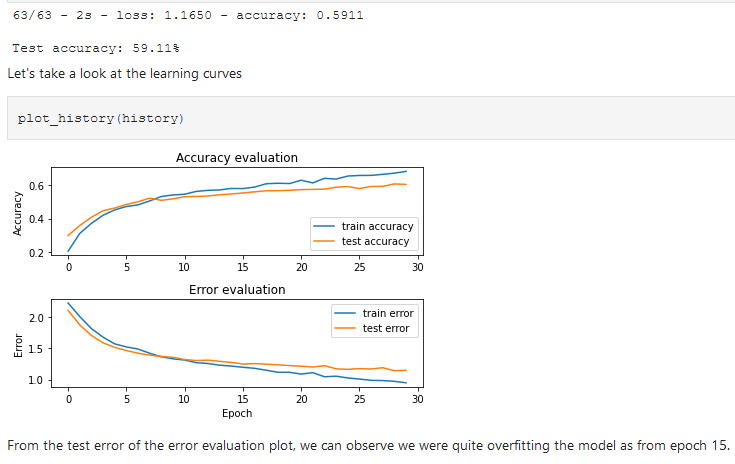 63/63 - 2s - loss: 1.1650 - accuracy: 0.5911
Test accuracy: 59.11%
Let's take a look at the learning curves
plot_history(history)
Accuracy evaluation
Accuracy
0.6
0.4
0.2
train accuracy
test accuracy
0 5 10 15 20 25 30
Error evaluation
Error
2.0
1.5
1.0
train error
test error
0 5 10 15 20 25 30
Epoch
From the test error of the error evaluation plot, we can observe we were quite overfitting the model as from epoch 15.